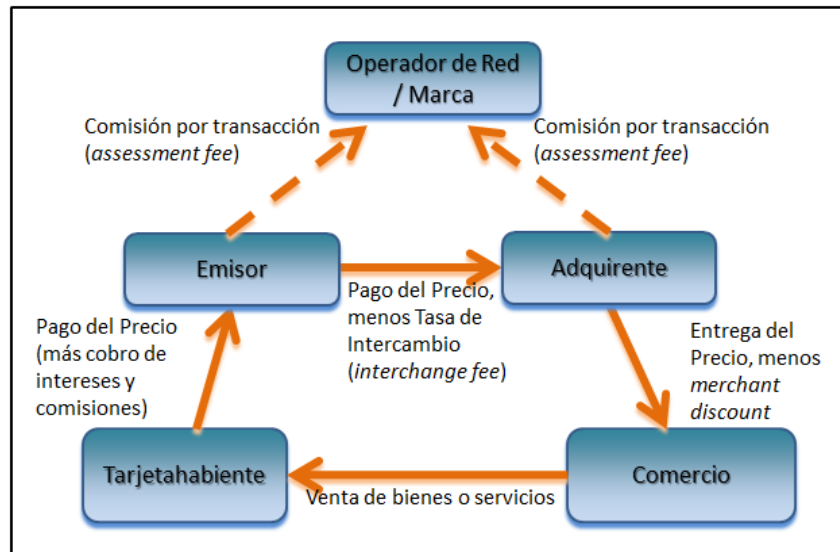 Operador de Red
/ Marca
Comisión por transacción
(assessment fee)
Comisión por transacción
(assessment fee)
Emisor
Adquirente
Pago del Precio,
menos Tasa de
Intercambio
(interchange fee)
Pago del Precio
(más cobro de
intereses y
comisiones)
Entrega del
Precio, menos
merchant
discount
Tarjetahabiente
Comercio
Venta de bienes o servicios